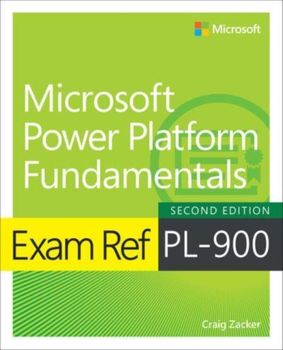 Microsoft
Microsoft
Power Platform
Fundamentals
SECOND EDITION
Exam Ref PL-900
Craig Zacker